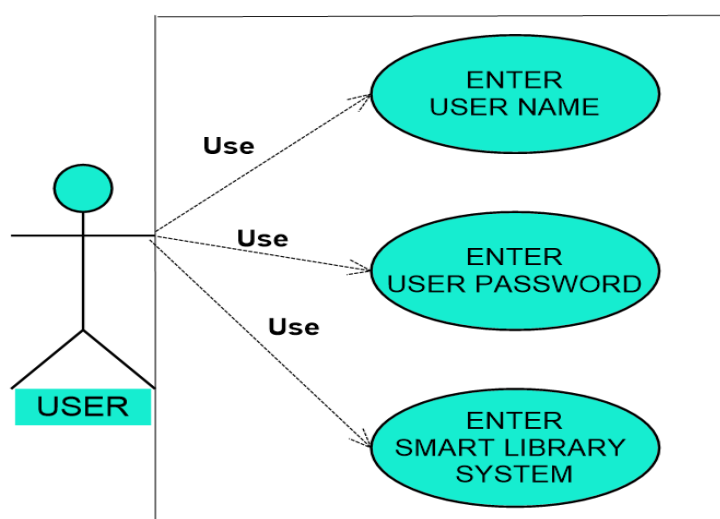 ENTER
USER NAME
Use
Use
ENTER
USER PASSWORD
Use
USER
ENTER
SMART LIBRARY
SYSTEM